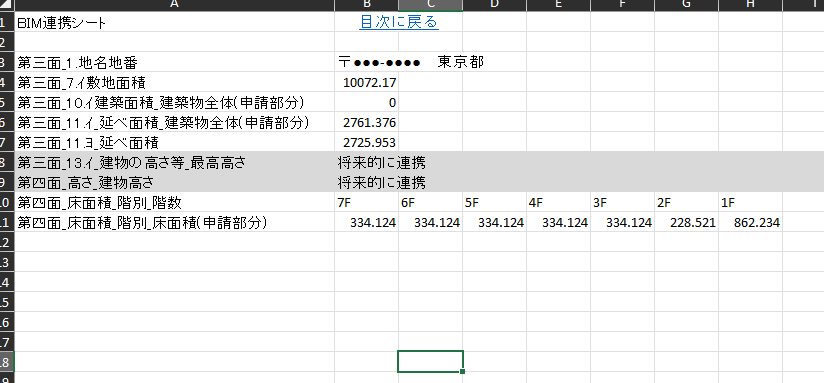 A B C D E F G H
1 BIM連携シート 目次に戻る
2
3 第三面_1.地名地番 〒●●●-●●●● 東京都
4 第三面_7.イ敷地面積 10072.17
5 第三面_10.イ建築面積_建築物全体(申請部分) 0
6 第三面_11.イ_延べ面積_建築物全体(申請部分) 2761.376
7 第三面_11.ヨ_延べ面積 2725.953
8 第三面_13.イ_建物の高さ等_最高高さ 将来的に連携
9 第四面_高さ_建物高さ 将来的に連携
10 第四面_床面積_階別_階数 7F 6F 5F 4F 3F 2F 1F
11 第四面_床面積_階別_床面積(申請部分) 334.124 334.124 334.124 334.124 334.124 228.521 862.234
12
13
14
15
16
17
18